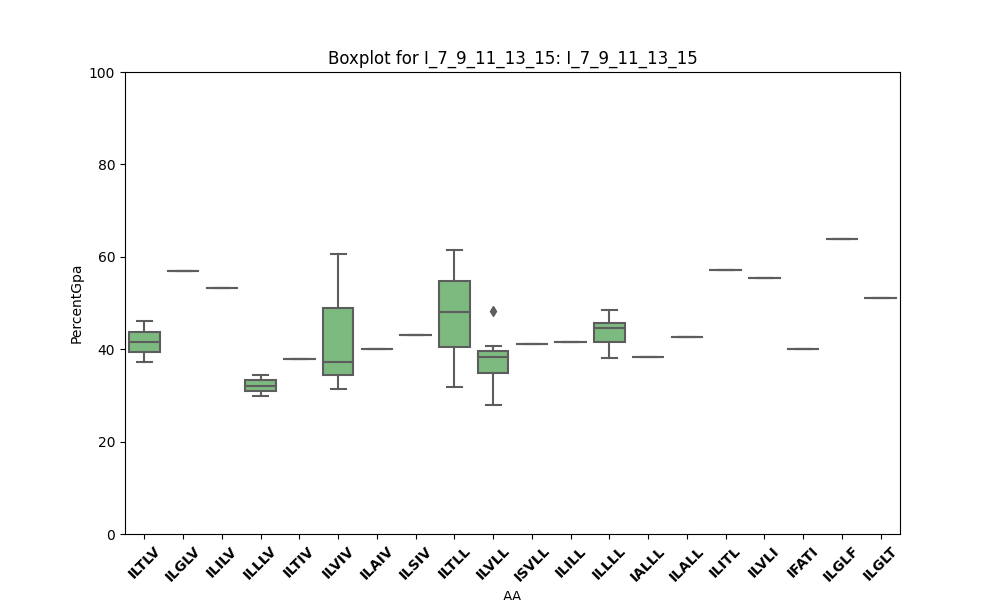 Boxplot for I_7_9_11_13_15: I_7_9_11_13_15
100
80
60
40
20
0
PercentGpa
ILTLV ILGLV ILILV ILLLV ILTIV ILVIV ILAIV ILSIV ILTLL ILVLL ISVLL ILILL ILLLL IALLL ILALL ILITL ILVLI IFATI ILGLF ILGLT
AA